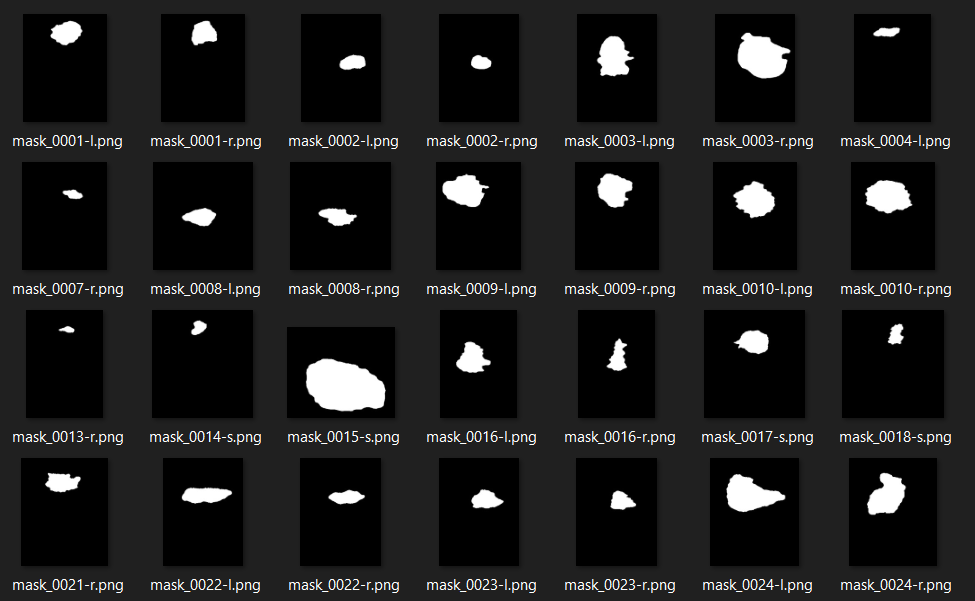 mask_0001-l.png mask_0001-r.png mask_0002-l.png mask_0002-r.png mask_0003-l.png mask_0003-r.png mask_0004-l.png
mask_0007-r.png mask_0008-l.png mask_0008-r.png mask_0009-l.png mask_0009-r.png mask_0010-l.png mask_0010-r.png
mask_0013-r.png mask_0014-s.png mask_0015-s.png mask_0016-l.png mask_0016-r.png mask_0017-s.png mask_0018-s.png
mask_0021-r.png mask_0022-l.png mask_0022-r.png mask_0023-l.png mask_0023-r.png mask_0024-l.png mask_0024-r.png